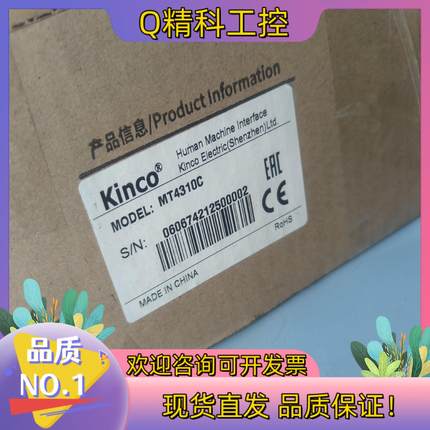 Q精科工控
产品信息/Product Information
Kinco®
Human Machine Interface
Kinco Electric(Shenzhen)Ltd.
MODEL: MT4310C
S/N: 060674212500002
EAC
CE
RoHS
MADE IN CHINA
品质
NO.1
欢迎咨询可开发票
现货直发 品质保证!